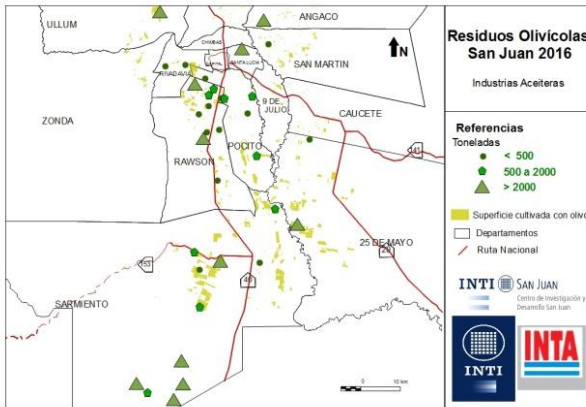 ULLUM
ANGACO
CHIMBAS
SANTA LUCIA
SAN MARTIN
RIVADAVIA
ZONDA
9 DE
JULIO
CAUCETE
POCITO
RAWSON
141
25 DE MAYO
20
153
40
SARMIENTO
10 km
N
Residuos Olivícolas
San Juan 2016
Industrias Aceiteras
Referencias
Toneladas
< 500
500 a 2000
> 2000
Superficie cultivada con olivo
Departamentos
Ruta Nacional
INTI San Juan
Centro de Investigación y
Desarrollo San Juan
INTI
INTA